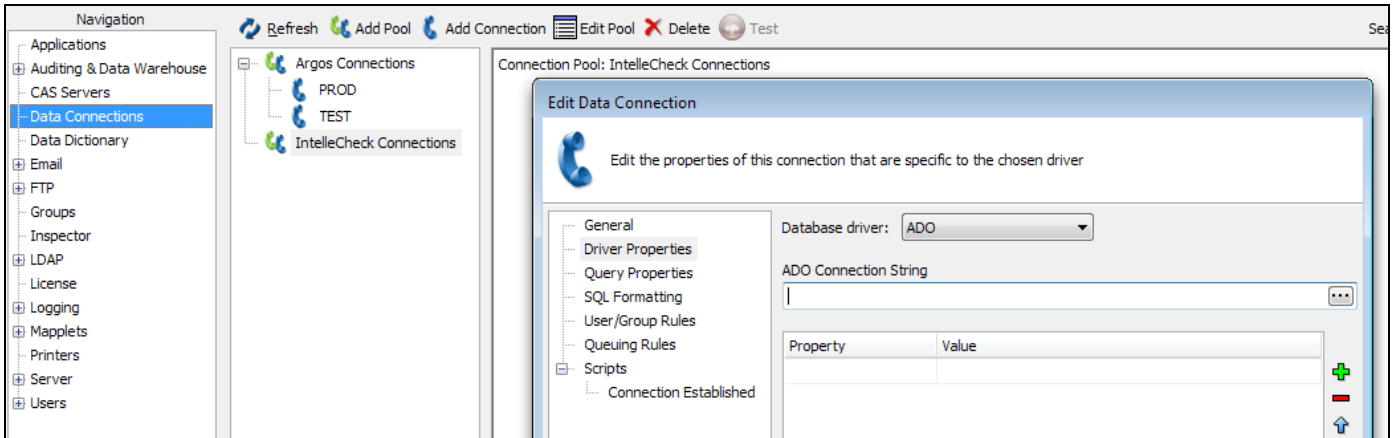 Navigation
Refresh Add Pool Add Connection Edit Pool Delete Test
Applications
Auditing & Data Warehouse
CAS Servers
Data Connections
Data Dictionary
Email
FTP
Groups
Inspector
LDAP
License
Logging
Mapplets
Printers
Server
Users
Argos Connections
PROD
TEST
IntelleCheck Connections
Connection Pool: IntelleCheck Connections
Edit Data Connection
Edit the properties of this connection that are specific to the chosen driver
General
Driver Properties
Query Properties
SQL Formatting
User/Group Rules
Queuing Rules
Scripts
Connection Established
Database driver: ADO
ADO Connection String
Property Value